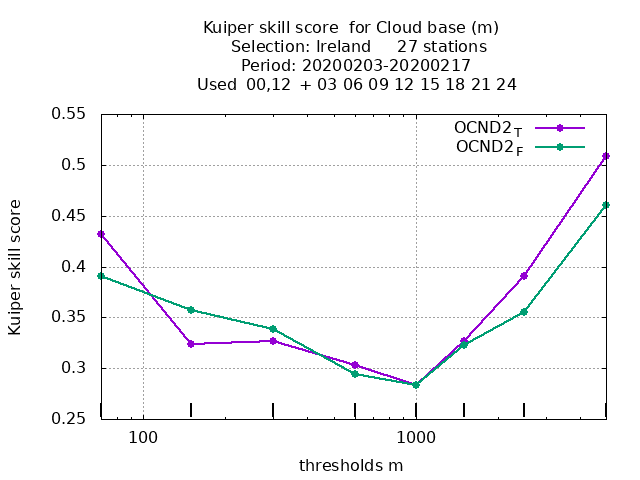 Kuiper skill score  for Cloud base (m)
Selection: Ireland     27 stations
Period: 20200203-20200217
Used  00,12  + 03 06 09 12 15 18 21 24
OCND2T
OCND2F
0.55
0.5
0.45
0.4
0.35
0.3
0.25
Kuiper skill score
100
1000
thresholds m